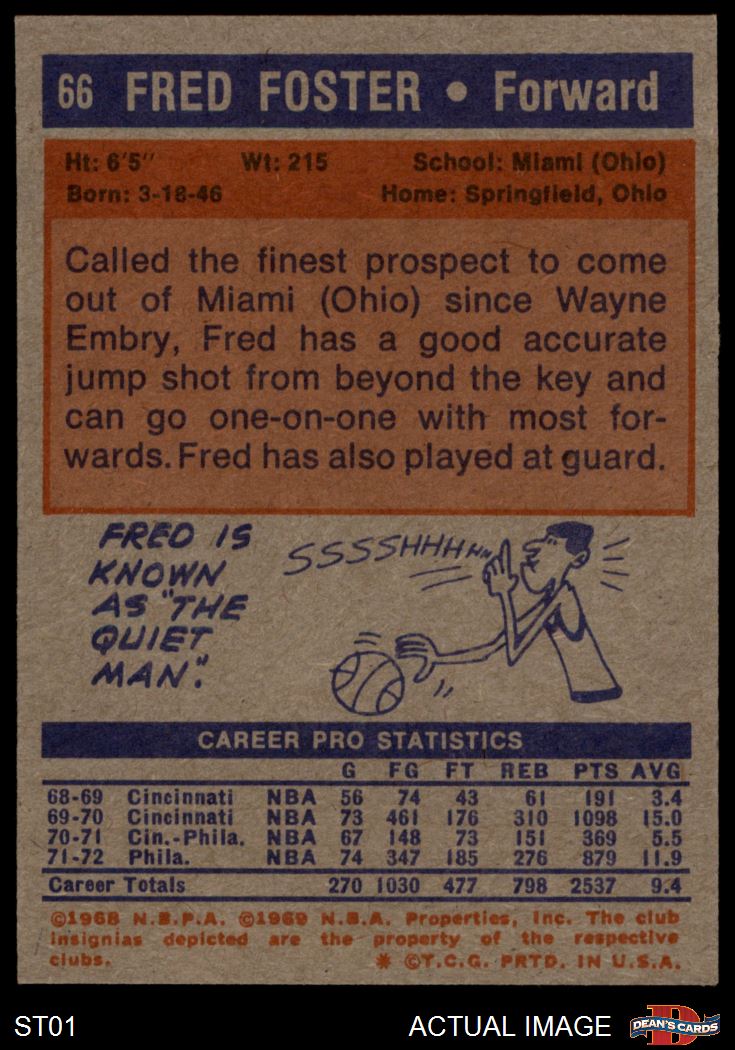 66 FRED FOSTER • Forward
Ht: 6'5" Wt: 215 School: Miami (Ohio)
Born: 3-18-46 Home: Springfield, Ohio
Called the finest prospect to come
out of Miami (Ohio) since Wayne
Embry, Fred has a good accurate
jump shot from beyond the key and
can go one-on-one with most for-
wards. Fred has also played at guard.
FRED IS
KNOWN
AS "THE
QUIET
MAN".
SSSSHHHHHH
CAREER PRO STATISTICS
G FG FT REB PTS AVG
68-69 Cincinnati NBA 56 74 43 61 191 3.4
69-70 Cincinnati NBA 73 461 176 310 1098 15.0
70-71 Cin.-Phila. NBA 67 148 73 151 369 5.5
71-72 Phila. NBA 74 347 185 276 879 11.9
Career Totals 270 1030 477 798 2537 9.4
©1968 N.B.P.A. ©1969 N.B.A. Properties, Inc. The club
insignias depicted are the property of the respective
clubs. * ©T.C.G. PRTD. IN U.S.A.
ST01 ACTUAL IMAGE DEAN'S CARDS